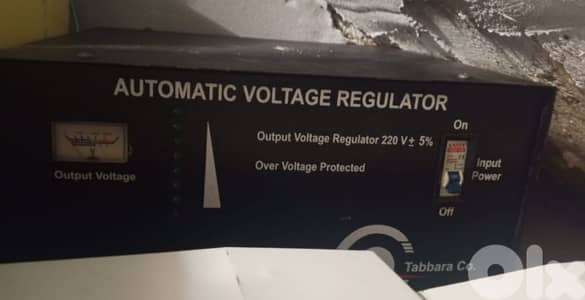 AUTOMATIC VOLTAGE REGULATOR
On
Output Voltage Regulator 220 V ± 5%
Over Voltage Protected
Input
Power
Output Voltage
Off
Tabbara Co.
Olx